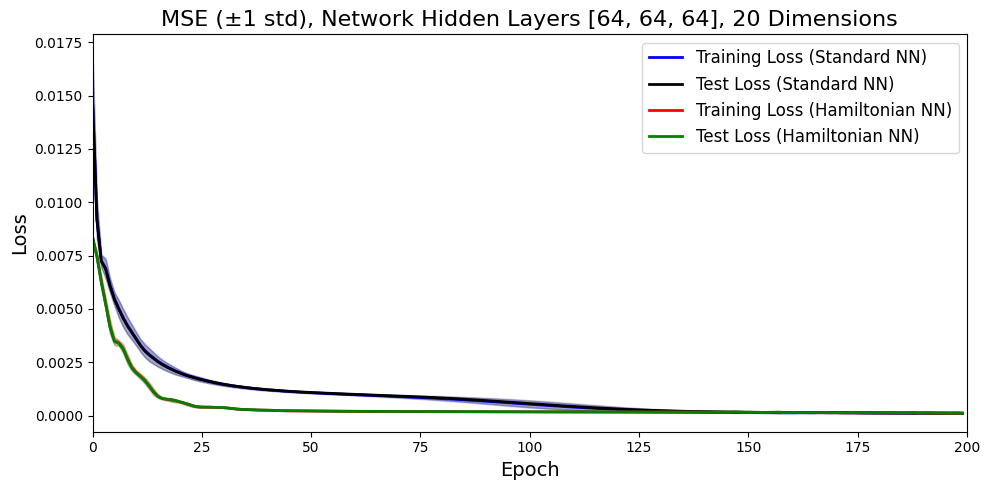 MSE (±1 std), Network Hidden Layers [64, 64, 64], 20 Dimensions
Training Loss (Standard NN)
Test Loss (Standard NN)
Training Loss (Hamiltonian NN)
Test Loss (Hamiltonian NN)
Loss
0.0175
0.0150
0.0125
0.0100
0.0075
0.0050
0.0025
0.0000
0
25
50
75
100
125
150
175
200
Epoch